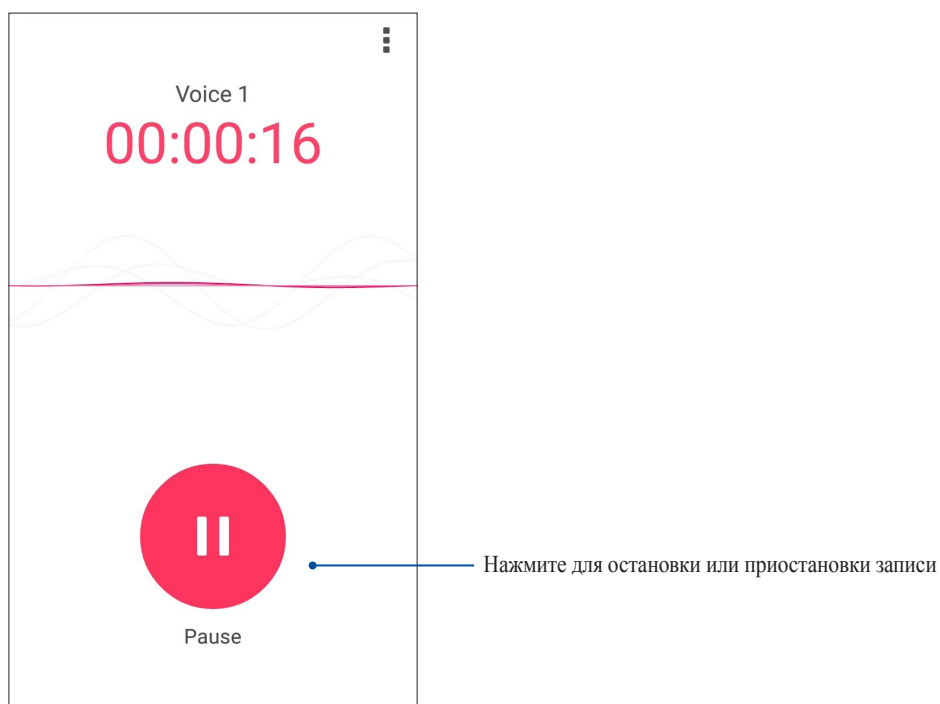 Voice 1
00:00:16
Нажмите для остановки или приостановки записи
Pause